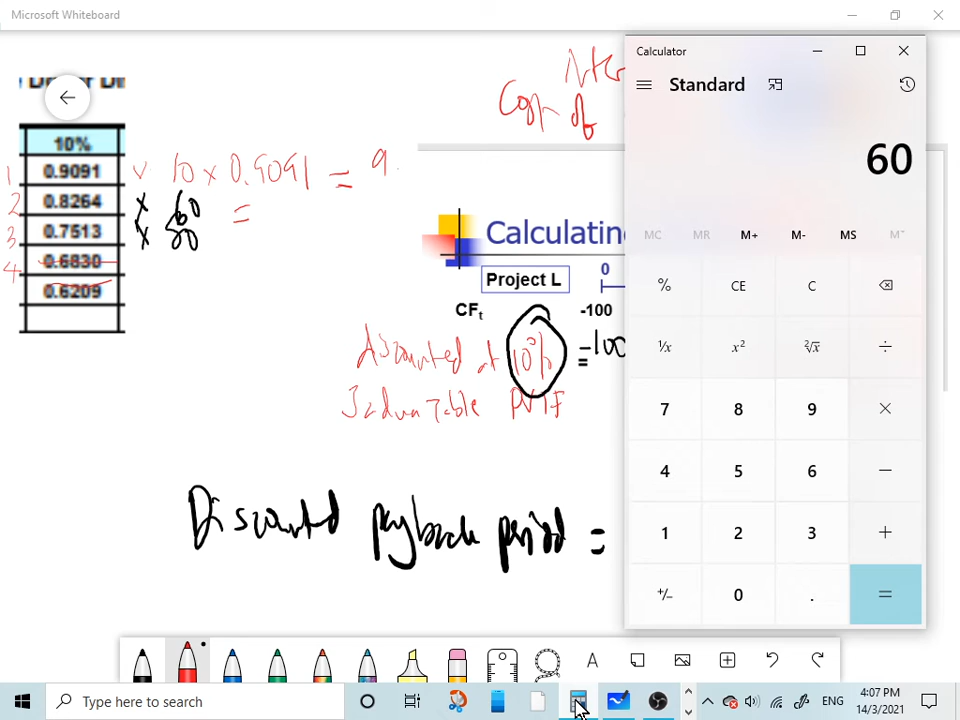 Microsoft Whiteboard
10%
1 0.9091 × 10 × 0.9091 = 9.
2 0.8264 × 60 =
3 0.7513 × 80
4 0.6830
0.6209
Cost of
Calculating
Project L
0
CFt
-100
Discounted at 10% = -100
PVIF
Discounted payback period =
Calculator
Standard
60
MC MR M+ M- MS M˅
% CE C
1/x x² ²√x ÷
7 8 9 ×
4 5 6 −
1 2 3 +
+/- 0 . =
Type here to search
ENG
4:07 PM
14/3/2021